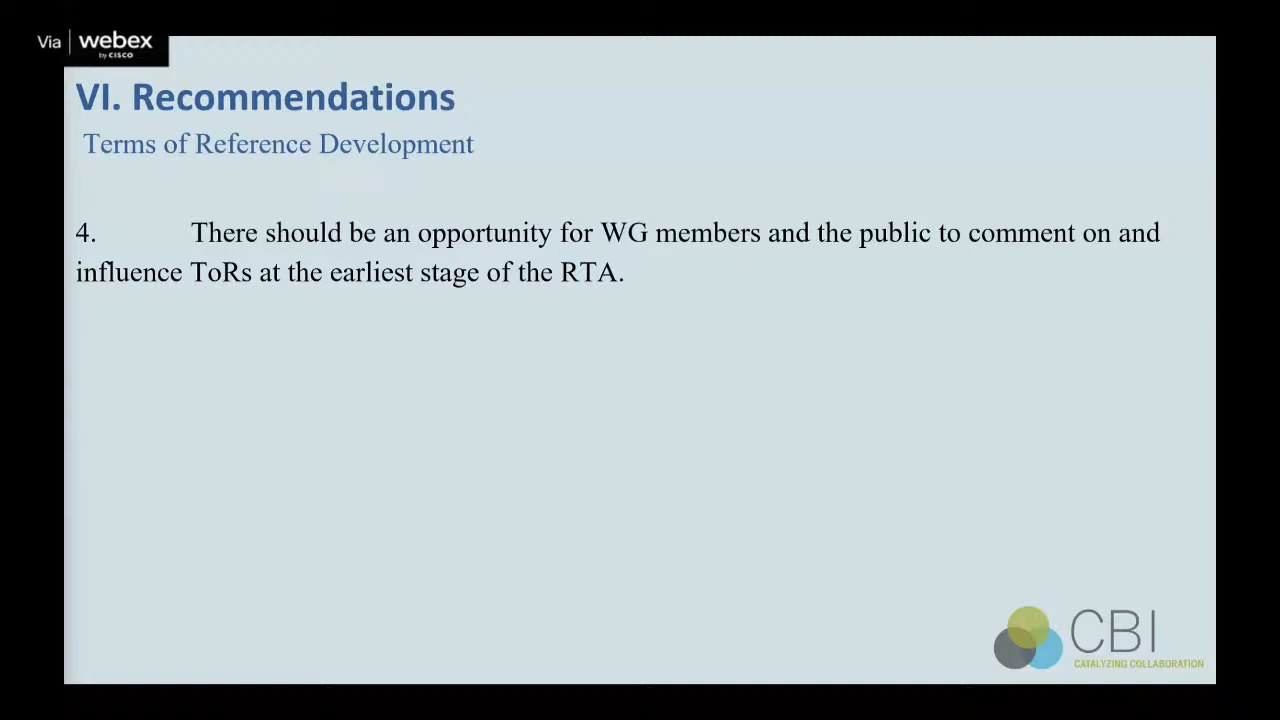 Via webex
by CISCO
VI. Recommendations
Terms of Reference Development
4. There should be an opportunity for WG members and the public to comment on and
influence ToRs at the earliest stage of the RTA.
CBI
CATALYZING COLLABORATION